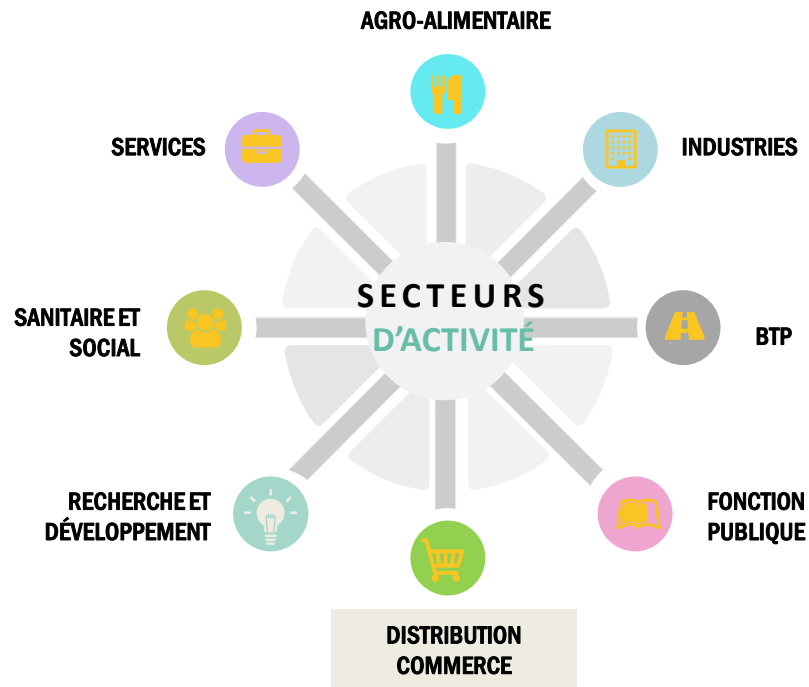 AGRO-ALIMENTAIRE
SERVICES
INDUSTRIES
SECTEURS
D’ACTIVITÉ
SANITAIRE ET
SOCIAL
BTP
RECHERCHE ET
DÉVELOPPEMENT
FONCTION
PUBLIQUE
DISTRIBUTION
COMMERCE